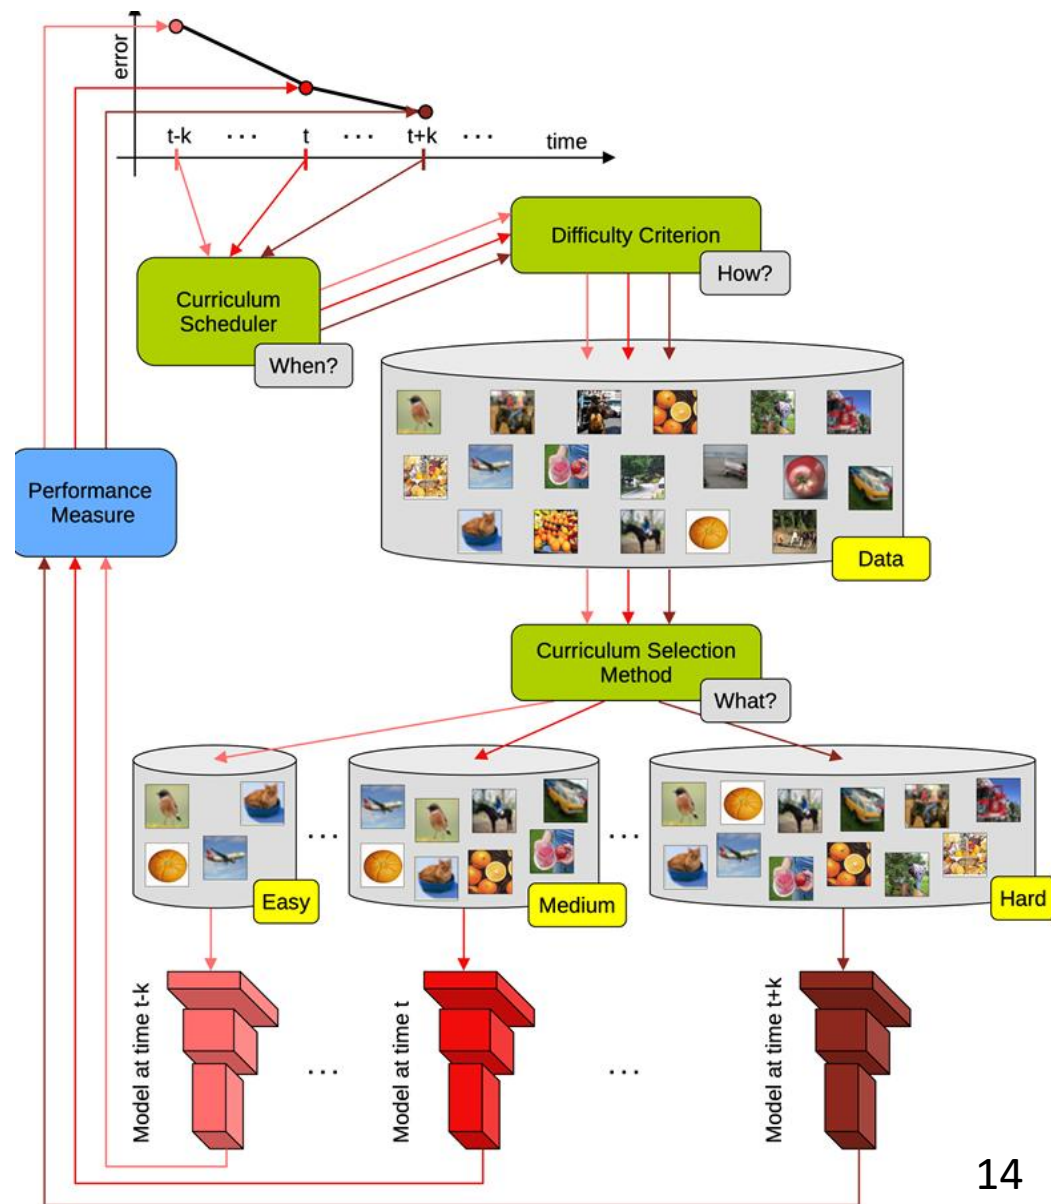 error
t-k ··· t ··· t+k ··· time
Difficulty Criterion
How?
Curriculum
Scheduler
When?
Performance
Measure
Data
Curriculum Selection
Method
What?
...
...
Easy
Medium
Hard
Model at time t-k
...
Model at time t
...
Model at time t+k
14